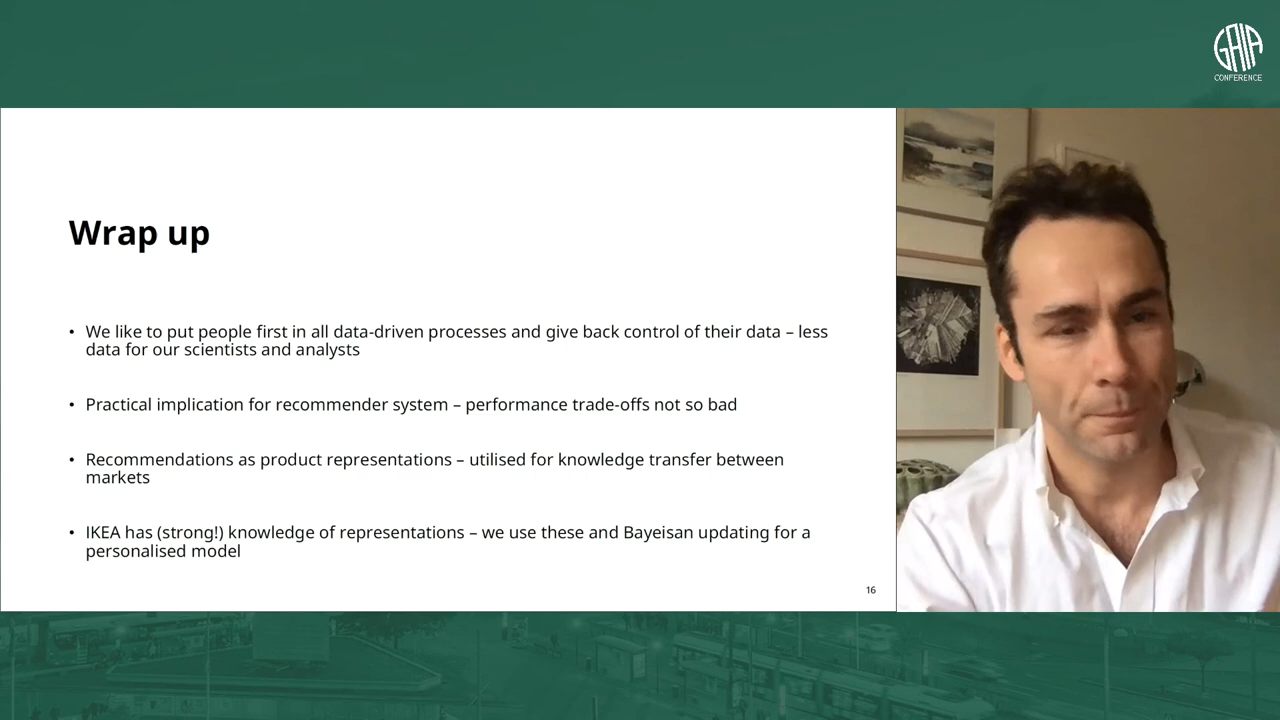 GAIA
CONFERENCE
Wrap up
• We like to put people first in all data-driven processes and give back control of their data – less
data for our scientists and analysts
• Practical implication for recommender system – performance trade-offs not so bad
• Recommendations as product representations – utilised for knowledge transfer between
markets
• IKEA has (strong!) knowledge of representations – we use these and Bayeisan updating for a
personalised model
16